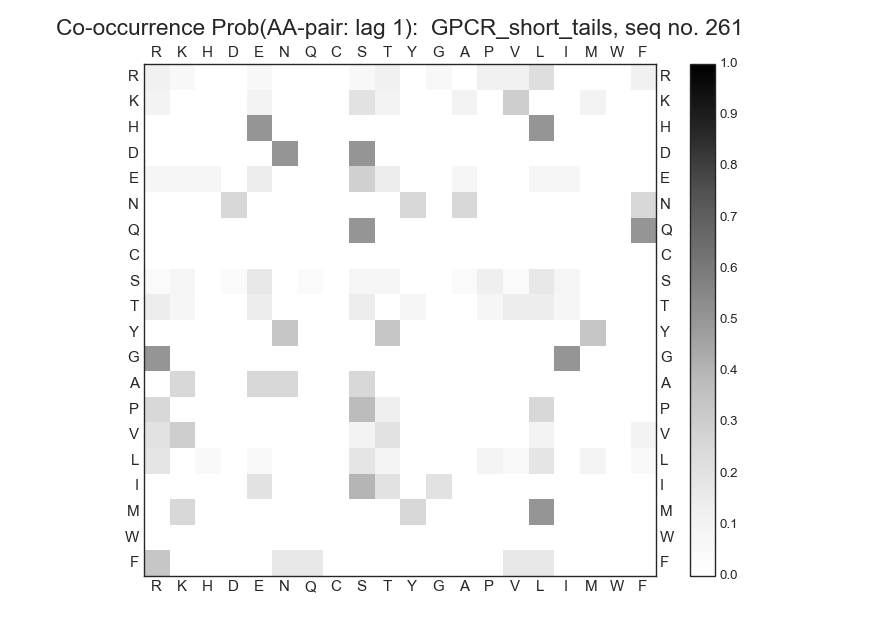 Co-occurrence Prob(AA-pair: lag 1):  GPCR_short_tails, seq no. 261
R K H D E N Q C S T Y G A P V L I M W F
R R 1.0
K K 0.9
H H
D D 0.8
E E
N N 0.7
Q Q
C C 0.6
S S
T T 0.5
Y Y
G G
A A 0.4
P P
V V 0.3
L L 0.2
I I
M M 0.1
W W
F F 0.0
R K H D E N Q C S T Y G A P V L I M W F